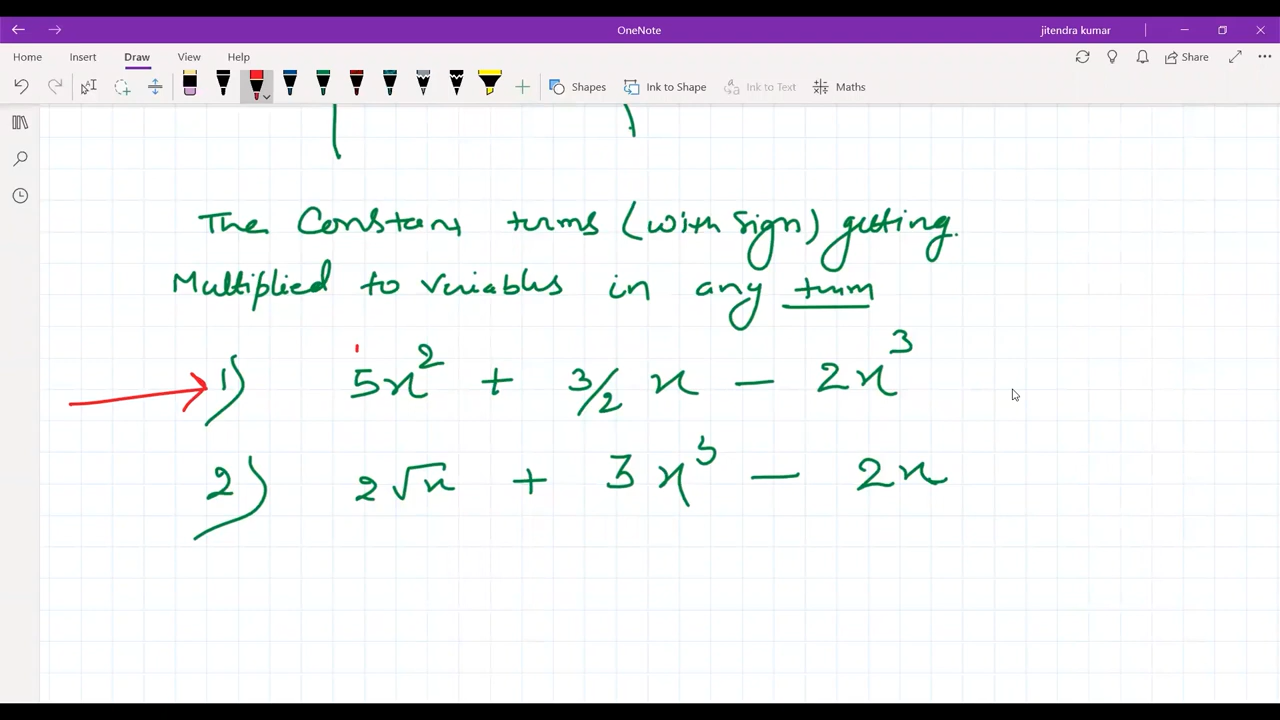 OneNote
jitendra kumar
Home Insert Draw View Help
Share
Shapes Ink to Shape Ink to Text Maths
The Constant terms (with sign) getting.
Multiplied to variables in any term
1) 5x² + 3/2 x - 2x³
2) 2√x + 3x³ - 2x